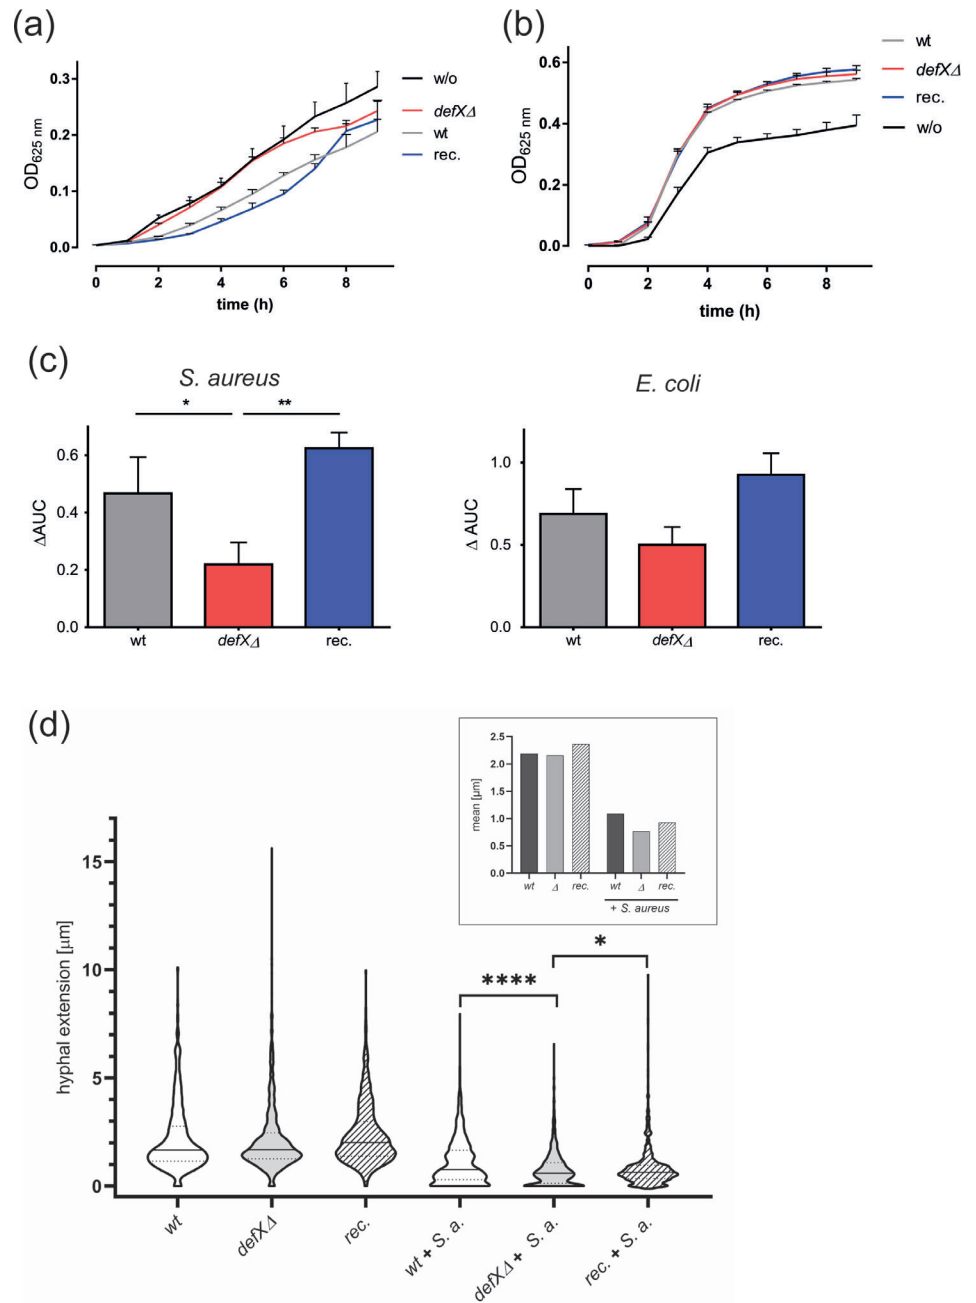 (a)
OD625 nm
0.3
0.2
0.1
0.0
0 2 4 6 8
time (h)
w/o
defXΔ
wt
rec.
(b)
OD625 nm
0.6
0.4
0.2
0.0
0 2 4 6 8
time (h)
wt
defXΔ
rec.
w/o
(c)
S. aureus
* **
ΔAUC
0.6
0.4
0.2
0.0
wt defXΔ rec.
E. coli
Δ AUC
1.0
0.5
0.0
wt defXΔ rec.
(d)
mean [µm]
2.5
2.0
1.5
1.0
0.5
0.0
wt Δ rec. wt Δ rec.
+ S. aureus
hyphal extension [µm]
15
10
5
0
****
*
wt
defXΔ
rec.
wt + S. a.
defXΔ + S. a.
rec. + S. a.